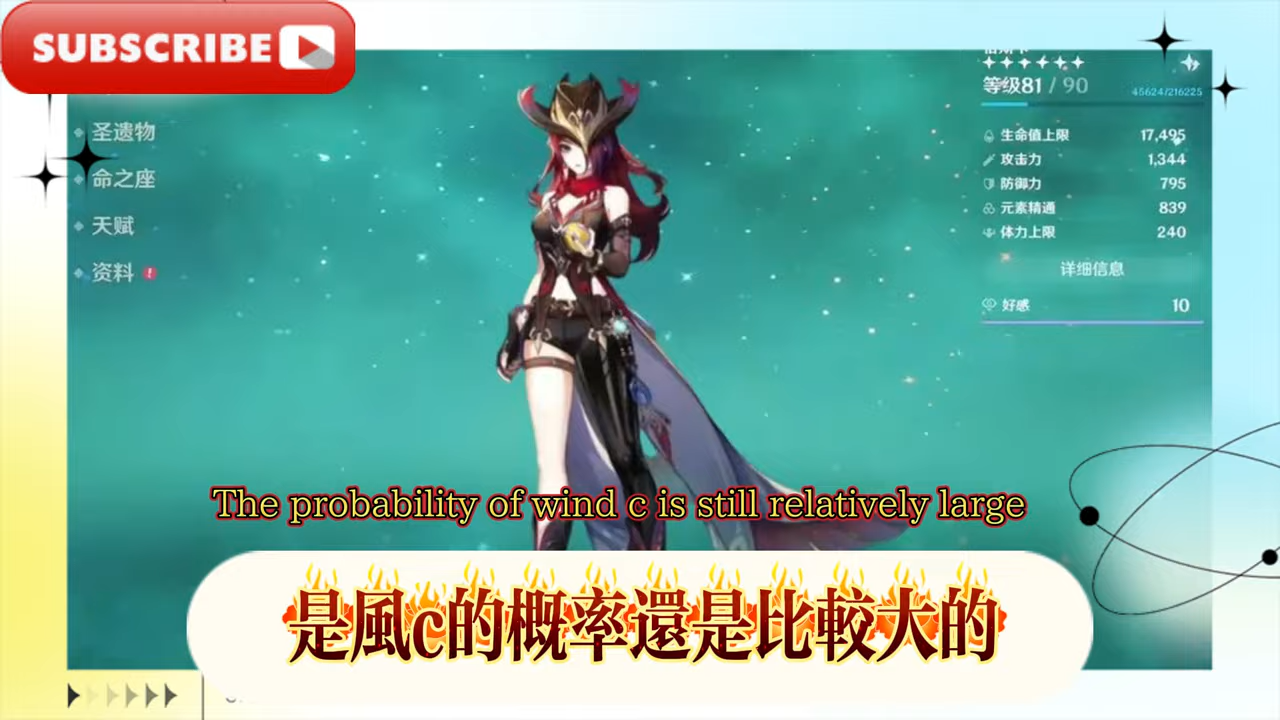 SUBSCRIBE
圣遗物
命之座
天赋
资料
等级81 / 90
45624/216225
生命值上限 17,495
攻击力 1,344
防御力 795
元素精通 839
体力上限 240
详细信息
好感 10
The probability of wind c is still relatively large
是風c的概率還是比較大的